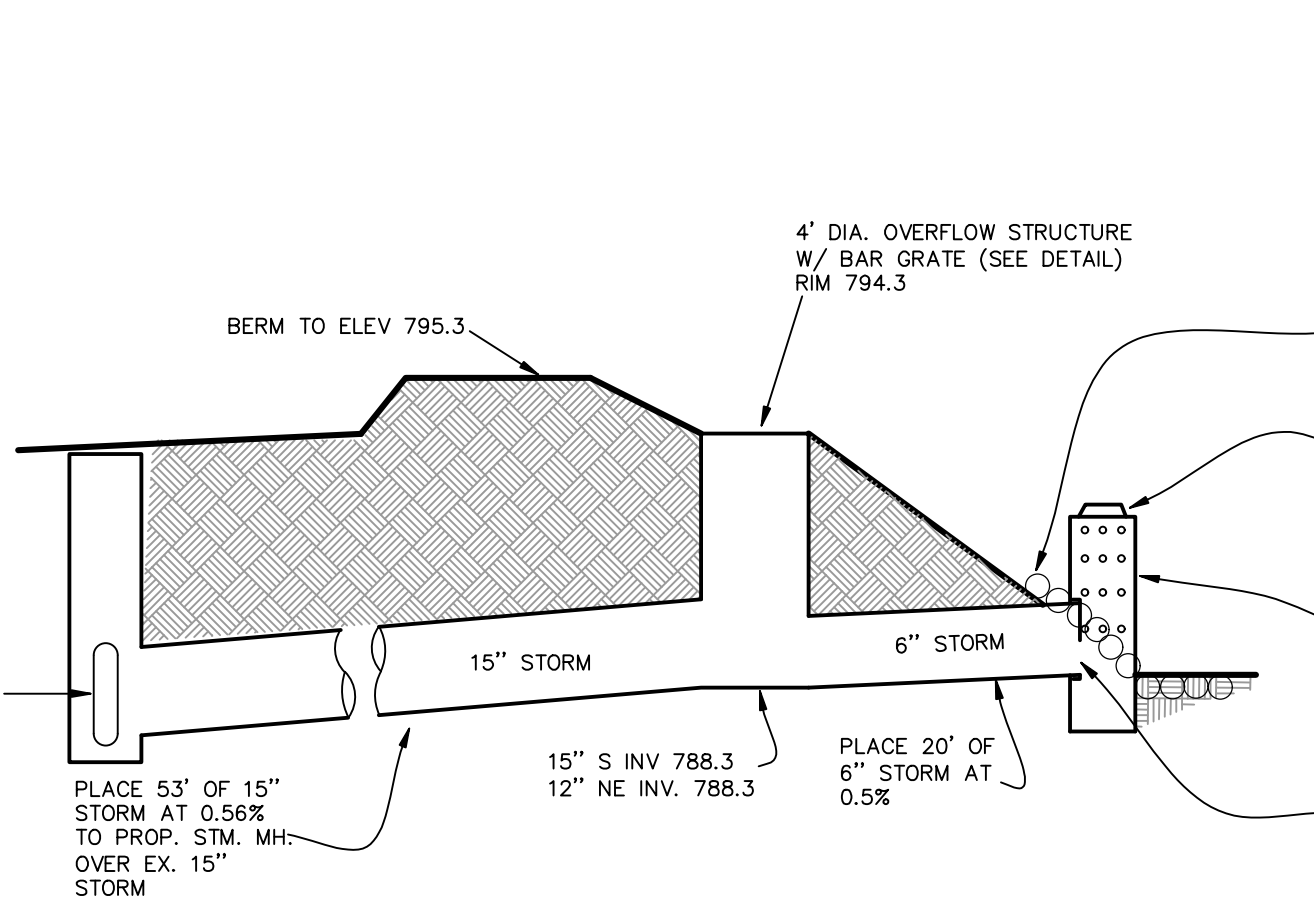 4’ DIA. OVERFLOW STRUCTURE
W/ BAR GRATE (SEE DETAIL)
RIM 794.3
BERM TO ELEV 795.3
15” STORM
6” STORM
15” S INV 788.3
12” NE INV. 788.3
PLACE 20’ OF
6” STORM AT
0.5%
PLACE 53’ OF 15”
STORM AT 0.56%
TO PROP. STM. MH.
OVER EX. 15”
STORM